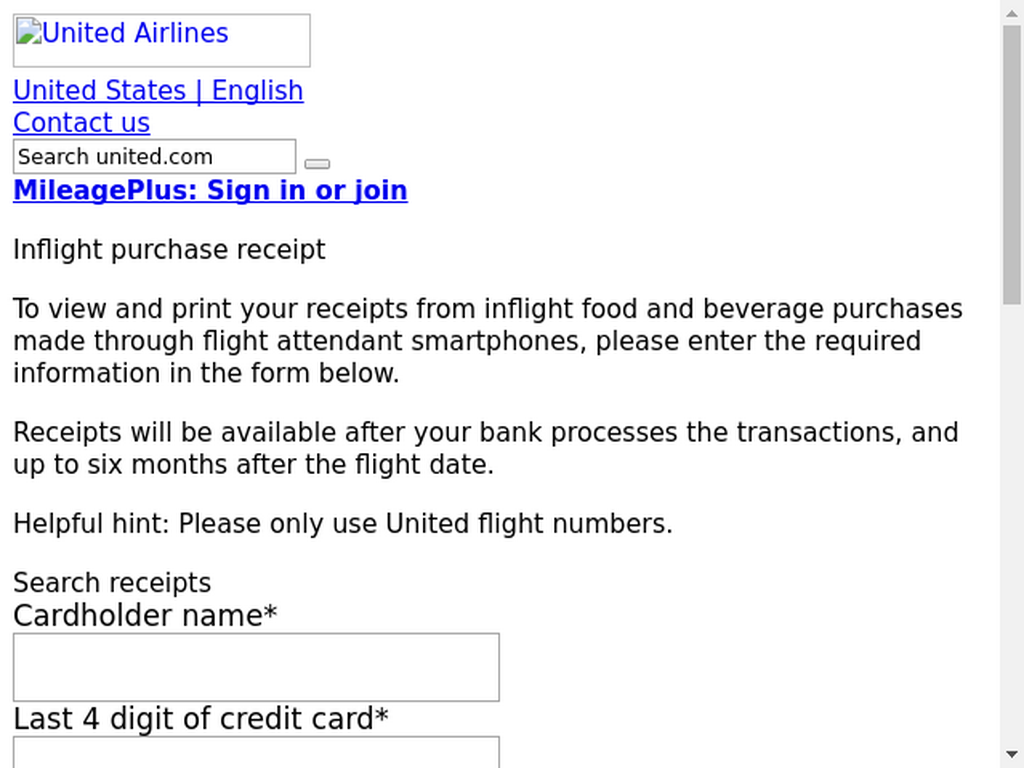 United Airlines
United States | English
Contact us
Search united.com
MileagePlus: Sign in or join
Inflight purchase receipt
To view and print your receipts from inflight food and beverage purchases
made through flight attendant smartphones, please enter the required
information in the form below.
Receipts will be available after your bank processes the transactions, and
up to six months after the flight date.
Helpful hint: Please only use United flight numbers.
Search receipts
Cardholder name*
Last 4 digit of credit card*